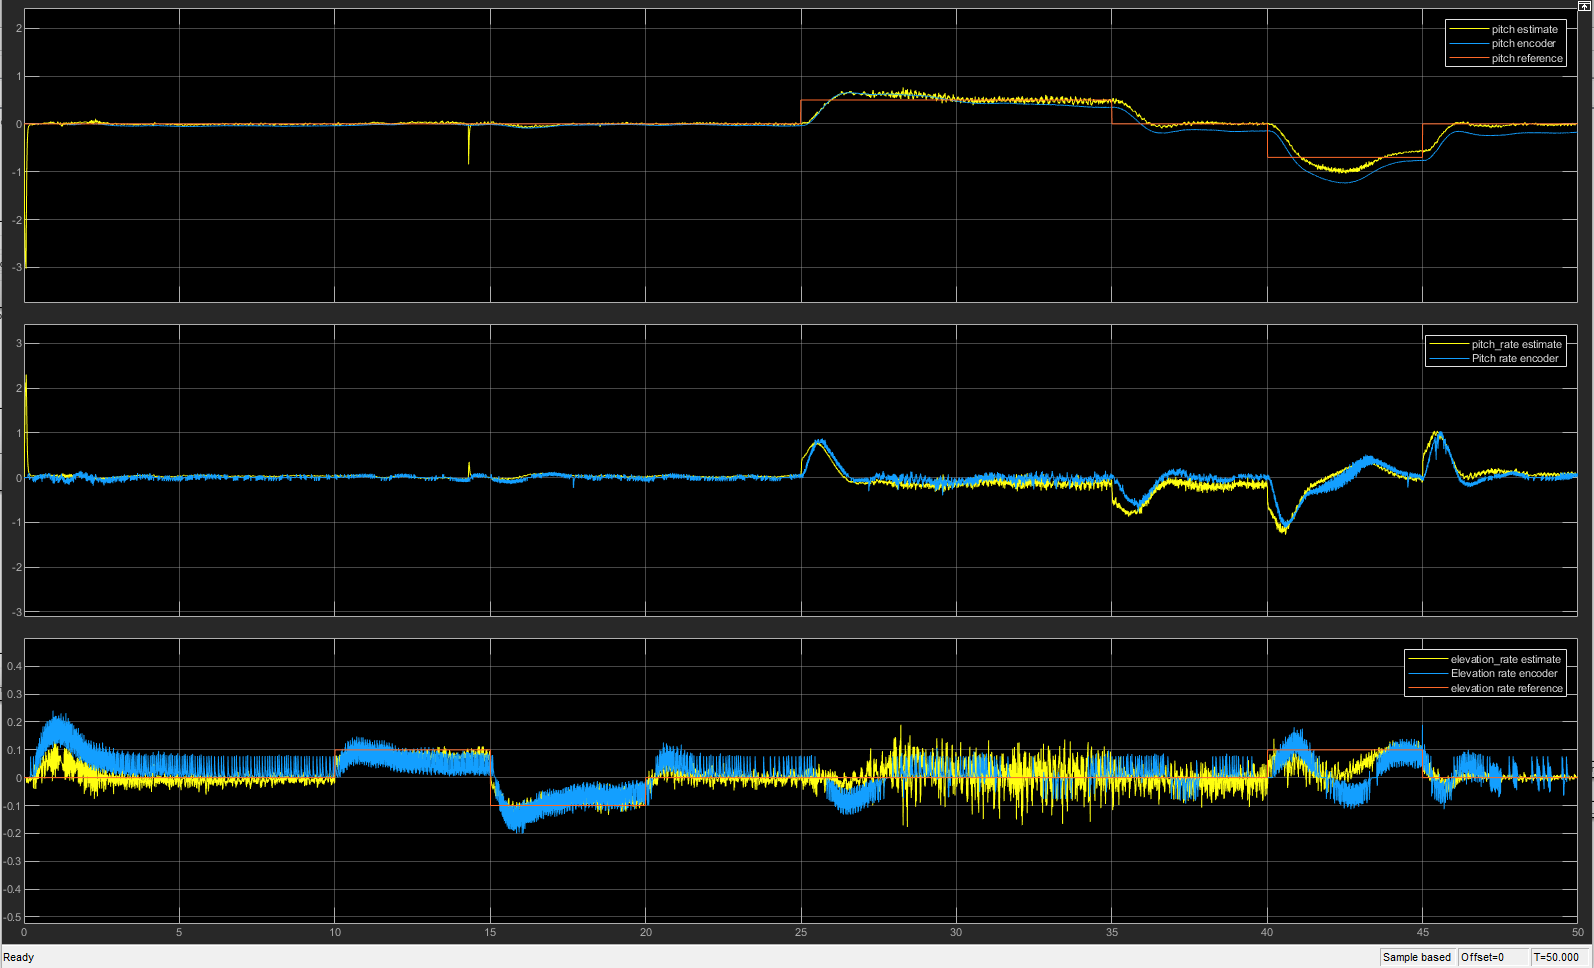 2
1
0
-1
-2
-3
pitch estimate
pitch encoder
pitch reference
3
2
1
0
-1
-2
-3
pitch_rate estimate
Pitch rate encoder
0.4
0.3
0.2
0.1
0
-0.1
-0.2
-0.3
-0.4
-0.5
elevation_rate estimate
Elevation rate encoder
elevation rate reference
0 5 10 15 20 25 30 35 40 45 50
Ready Sample based Offset=0 T=50.000